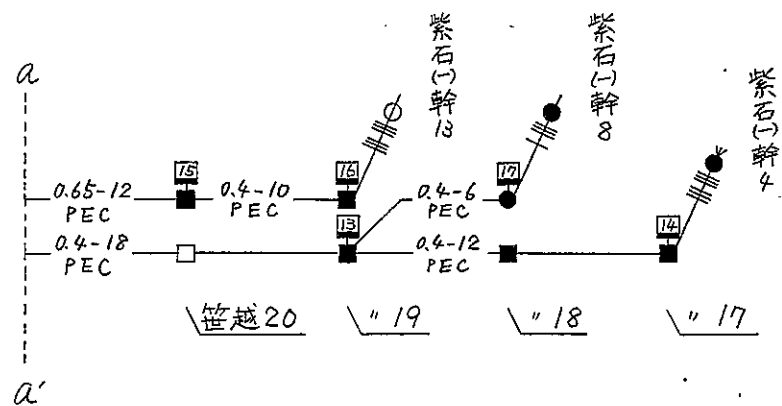 紫石(一)幹13
紫石(一)幹8
紫石(一)幹4
a
15
16
17
0.65-12
PEC
0.4-10
PEC
0.4-6
PEC
13
14
0.4-18
PEC
0.4-12
PEC
笹越20
〃19
〃18
〃17
a'